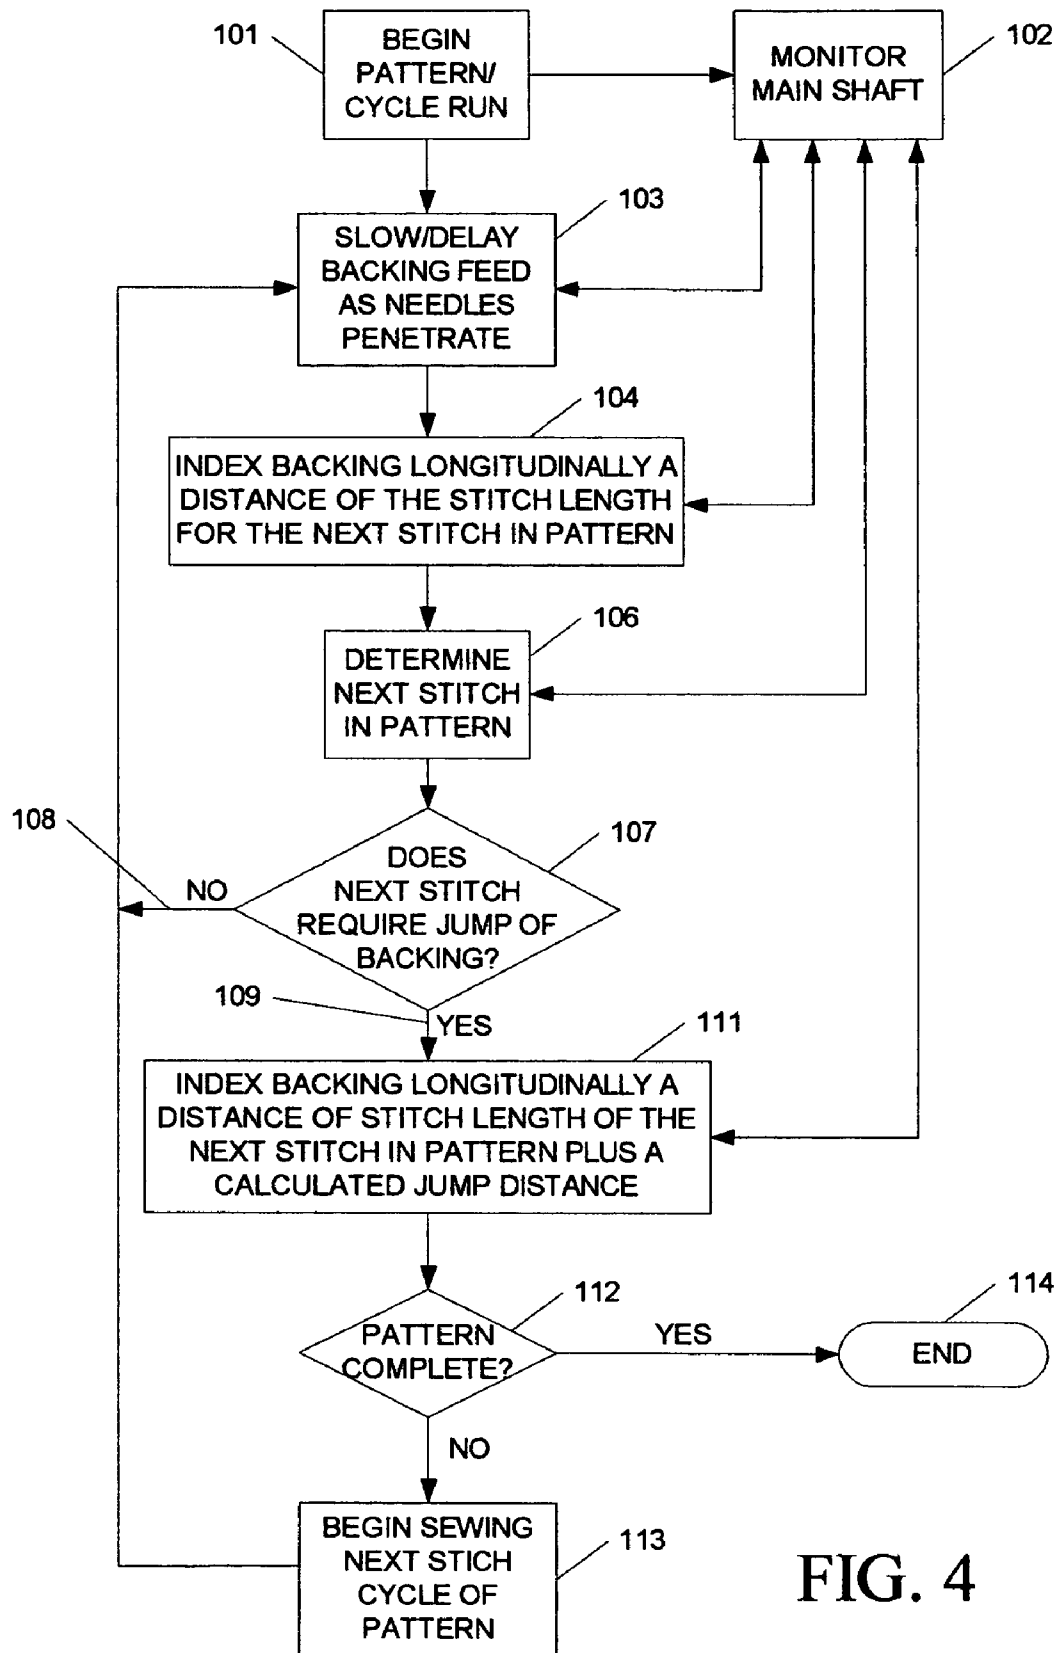 101
BEGIN
PATTERN/
CYCLE RUN
MONITOR
MAIN SHAFT
102
103
SLOW/DELAY
BACKING FEED
AS NEEDLES
PENETRATE
104
INDEX BACKING LONGITUDINALLY A
DISTANCE OF THE STITCH LENGTH
FOR THE NEXT STITCH IN PATTERN
106
DETERMINE
NEXT STITCH
IN PATTERN
108
107
NO
DOES
NEXT STITCH
REQUIRE JUMP OF
BACKING?
109
YES
111
INDEX BACKING LONGITUDINALLY A
DISTANCE OF STITCH LENGTH OF THE
NEXT STITCH IN PATTERN PLUS A
CALCULATED JUMP DISTANCE
112
PATTERN
COMPLETE?
YES
114
END
NO
BEGIN SEWING
NEXT STICH
CYCLE OF
PATTERN
113
FIG. 4